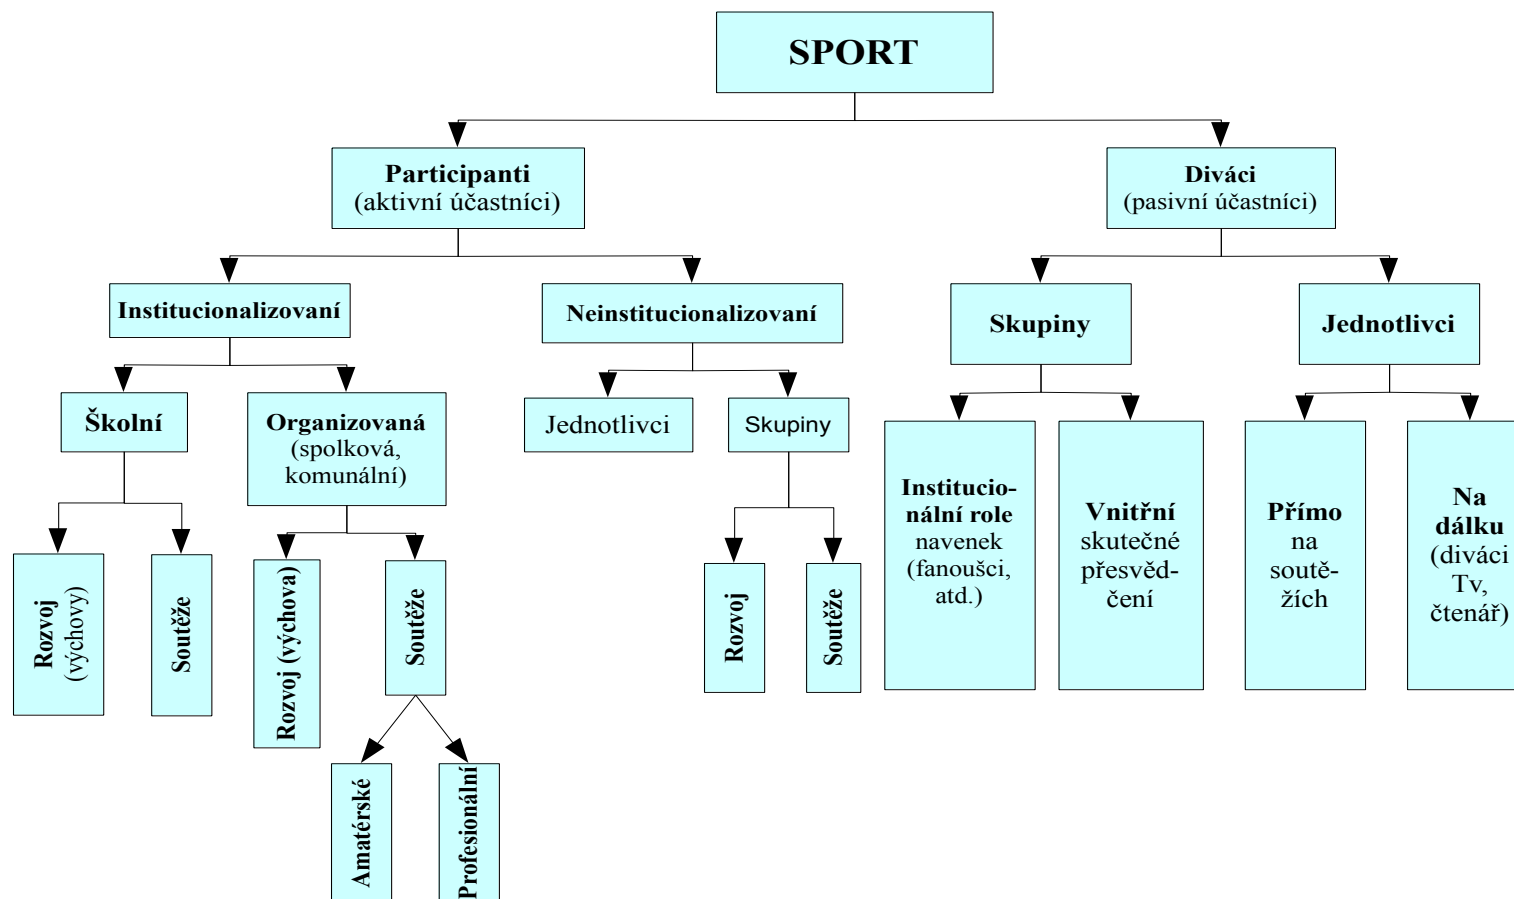 SPORT
Participanti
(aktivní účastníci)
Diváci
(pasivní účastníci)
Institucionalizovaní
Neinstitucionalizovaní
Skupiny
Jednotlivci
Školní
Organizovaná
(spolková,
komunální)
Jednotlivci
Skupiny
Institucio-
nální role
navenek
(fanoušci,
atd.)
Vnitřní
skutečné
přesvěd-
čení
Přímo
na
soutě-
žích
Na
dálku
(diváci
Tv,
čtenář)
Rozvoj
(výchovy)
Soutěže
Rozvoj (výchova)
Soutěže
Rozvoj
Soutěže
Amatérské
Profesionální